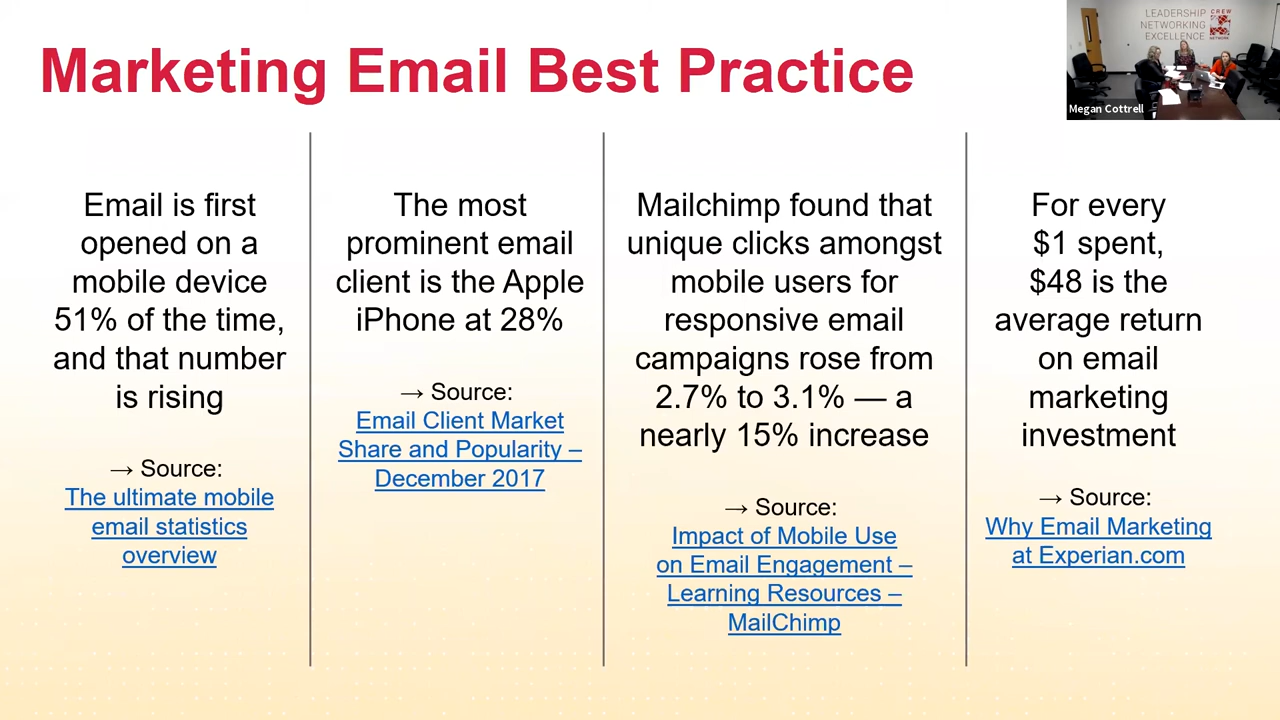 Marketing Email Best Practice
LEADERSHIP
NETWORKING
EXCELLENCE
CREW
NETWORK
Megan Cottrell
Email is first
opened on a
mobile device
51% of the time,
and that number
is rising
→ Source:
The ultimate mobile
email statistics
overview
The most
prominent email
client is the Apple
iPhone at 28%
→ Source:
Email Client Market
Share and Popularity –
December 2017
Mailchimp found that
unique clicks amongst
mobile users for
responsive email
campaigns rose from
2.7% to 3.1% — a
nearly 15% increase
→ Source:
Impact of Mobile Use
on Email Engagement –
Learning Resources –
MailChimp
For every
$1 spent,
$48 is the
average return
on email
marketing
investment
→ Source:
Why Email Marketing
at Experian.com